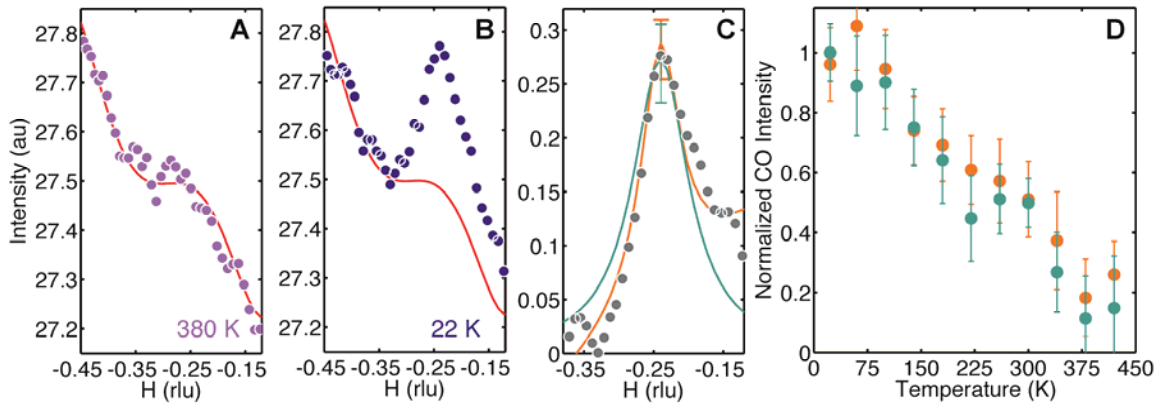 A
B
C
D
Intensity (au)
27.8
27.7
27.6
27.5
27.4
27.3
27.2
380 K
-0.45 -0.35 -0.25 -0.15
H (rlu)
27.8
27.7
27.6
27.5
27.4
27.3
27.2
22 K
-0.45 -0.35 -0.25 -0.15
H (rlu)
0.3
0.25
0.2
0.15
0.1
0.05
0
-0.35 -0.25 -0.15
H (rlu)
Normalized CO Intensity
1
0.8
0.6
0.4
0.2
0
0 75 150 225 300 375 450
Temperature (K)